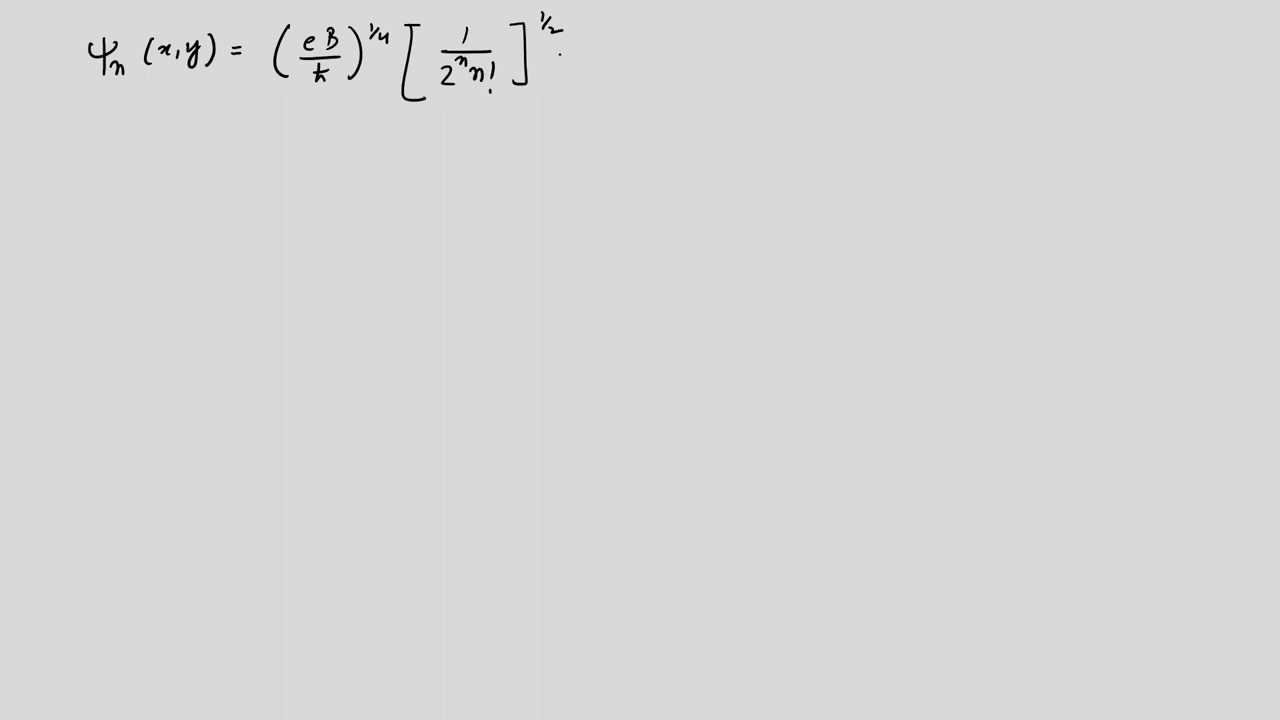 ψₙ (x,y) = (eB/ħ)^{1/4} [1/(2ⁿn!)]^{1/2}